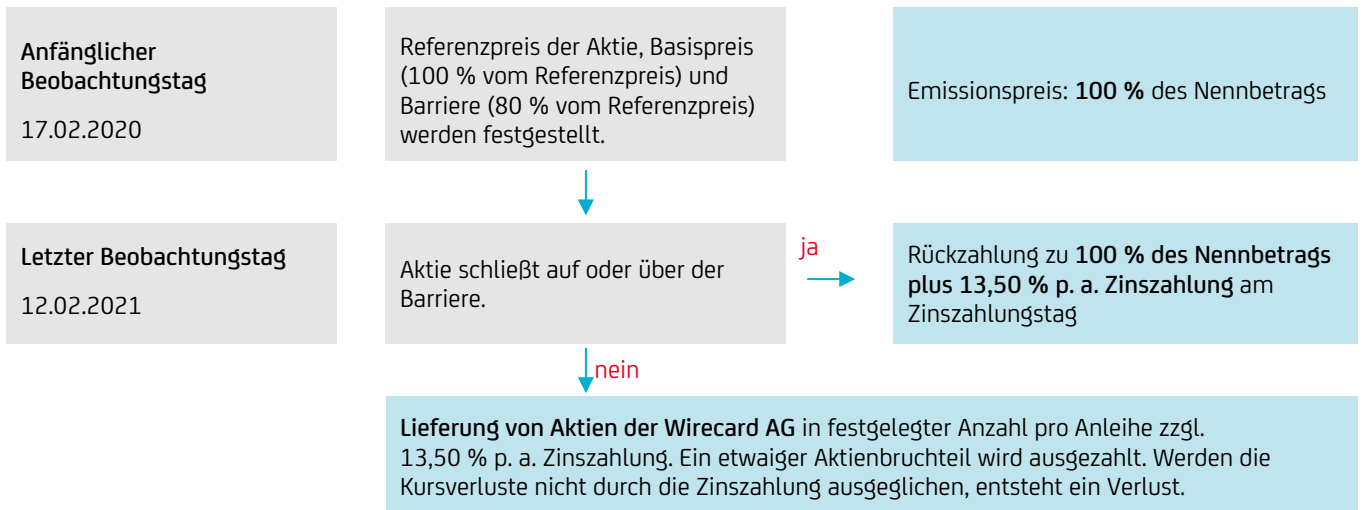 Anfänglicher
Beobachtungstag
17.02.2020
Referenzpreis der Aktie, Basispreis
(100 % vom Referenzpreis) und
Barriere (80 % vom Referenzpreis)
werden festgestellt.
Emissionspreis: 100 % des Nennbetrags
Letzter Beobachtungstag
12.02.2021
Aktie schließt auf oder über der
Barriere.
ja
Rückzahlung zu 100 % des Nennbetrags
plus 13,50 % p. a. Zinszahlung am
Zinszahlungstag
nein
Lieferung von Aktien der Wirecard AG in festgelegter Anzahl pro Anleihe zzgl.
13,50 % p. a. Zinszahlung. Ein etwaiger Aktienbruchteil wird ausgezahlt. Werden die
Kursverluste nicht durch die Zinszahlung ausgeglichen, entsteht ein Verlust.